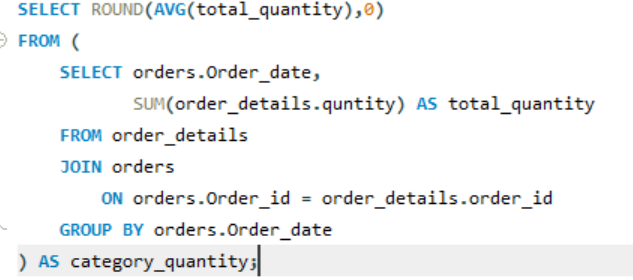 SELECT ROUND(AVG(total_quantity),0)
FROM (
SELECT orders.Order_date,
SUM(order_details.quntity) AS total_quantity
FROM order_details
JOIN orders
ON orders.Order_id = order_details.order_id
GROUP BY orders.Order_date
) AS category_quantity;